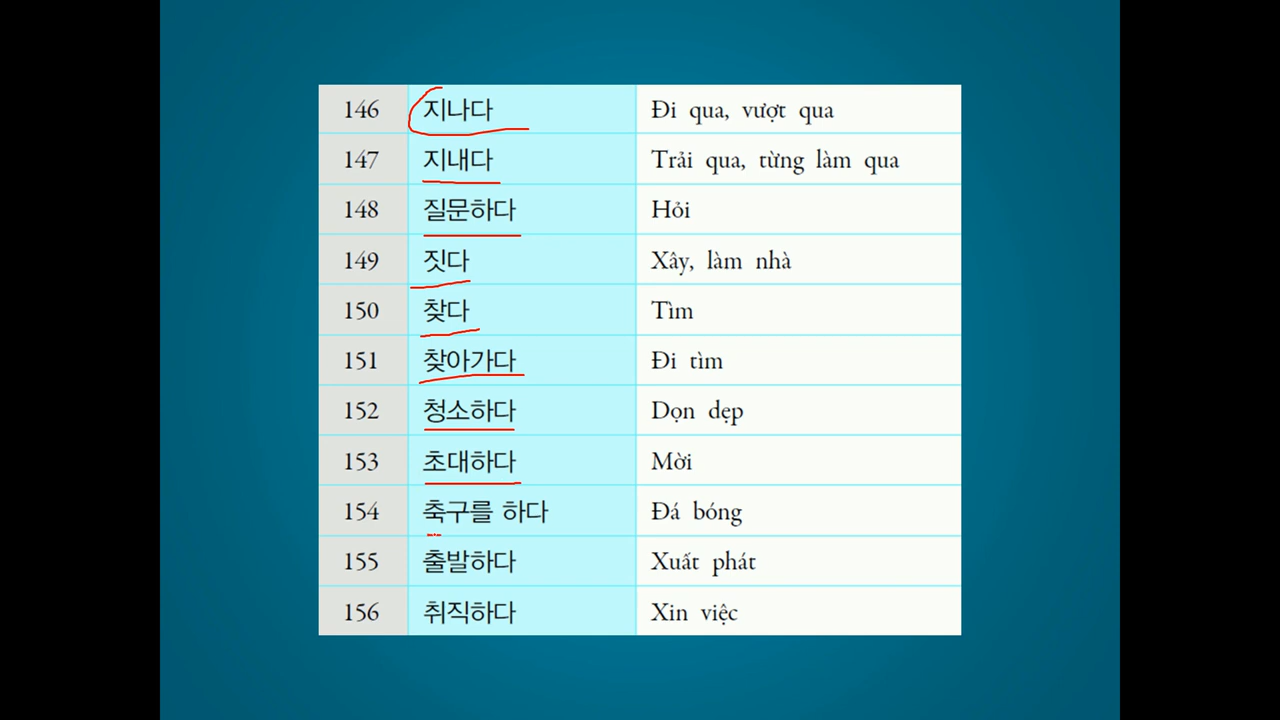 146 지나다 Đi qua, vượt qua
147 지내다 Trải qua, từng làm qua
148 질문하다 Hỏi
149 짓다 Xây, làm nhà
150 찾다 Tìm
151 찾아가다 Đi tìm
152 청소하다 Dọn dẹp
153 초대하다 Mời
154 축구를 하다 Đá bóng
155 출발하다 Xuất phát
156 취직하다 Xin việc